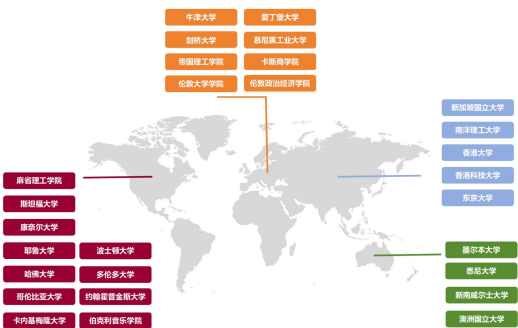 牛津大学
爱丁堡大学
剑桥大学
慕尼黑工业大学
帝国理工学院
卡斯商学院
伦敦大学学院
伦敦政治经济学院
新加坡国立大学
南洋理工大学
香港大学
香港科技大学
东京大学
麻省理工学院
斯坦福大学
康奈尔大学
耶鲁大学
波士顿大学
哈佛大学
多伦多大学
哥伦比亚大学
约翰霍普金斯大学
卡内基梅隆大学
伯克利音乐学院
墨尔本大学
悉尼大学
新南威尔士大学
澳洲国立大学